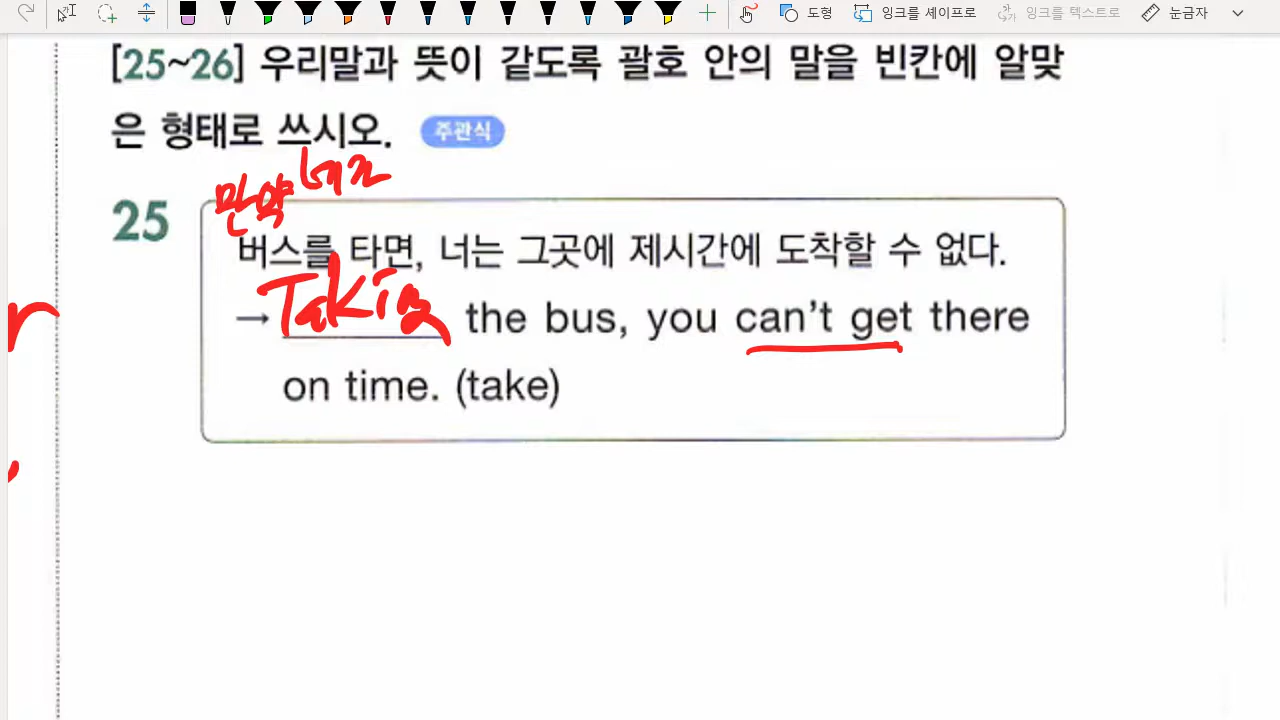 도형 잉크를 셰이프로 잉크를 텍스트로 눈금자
[25~26] 우리말과 뜻이 같도록 괄호 안의 말을 빈칸에 알맞
은 형태로 쓰시오. 주관식
만약 네가
25
버스를 타면, 너는 그곳에 제시간에 도착할 수 없다.
→ Taking the bus, you can't get there
on time. (take)